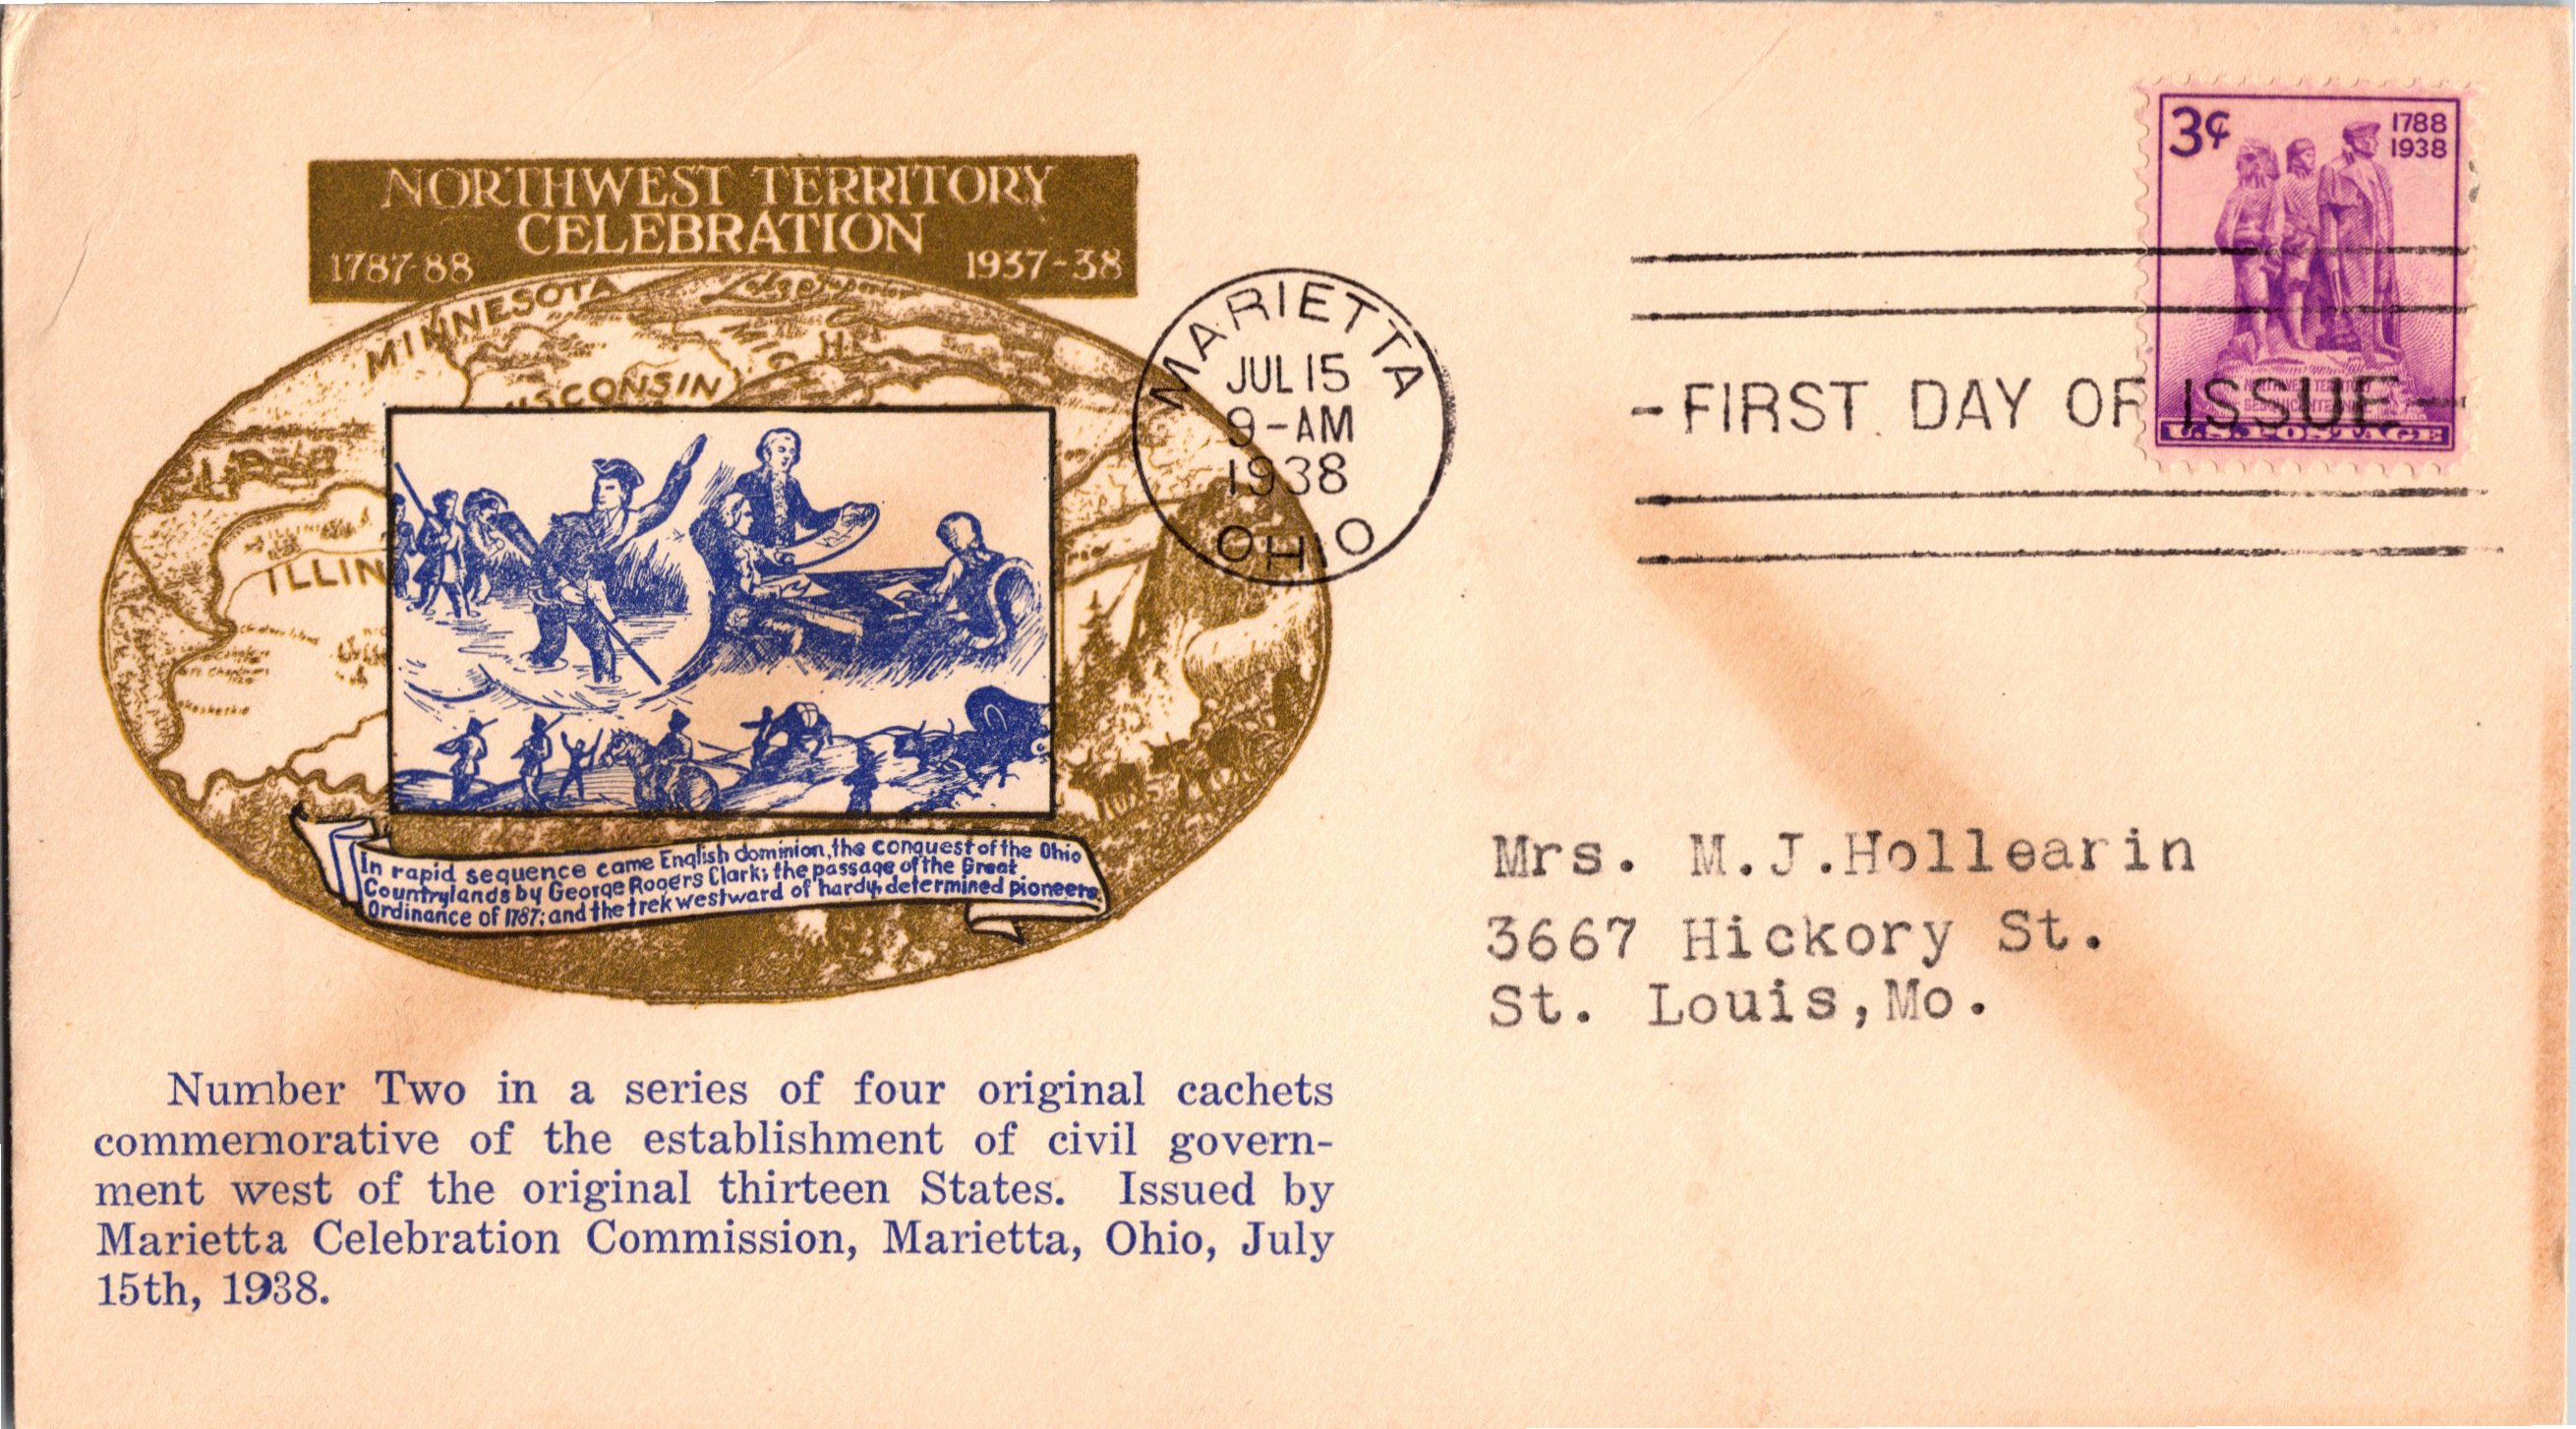 NORTHWEST TERRITORY
CELEBRATION
1787-88 1937-38
MINNESOTA
Lake Superior
WISCONSIN
ILLIN
In rapid sequence came English dominion, the conquest of the Ohio
Countrylands by George Rogers Clark; the passage of the Great
Ordinance of 1787; and the trek westward of hardy, determined pioneers.
MARIETTA
JUL 15
9-AM
1938
OHIO
3¢ 1788
1938
- FIRST DAY OF ISSUE -
NORTHWEST TERRITORY
U.S. POSTAGE
Mrs. M.J.Hollearin
3667 Hickory St.
St. Louis,Mo.
Number Two in a series of four original cachets
commemorative of the establishment of civil govern-
ment west of the original thirteen States. Issued by
Marietta Celebration Commission, Marietta, Ohio, July
15th, 1938.